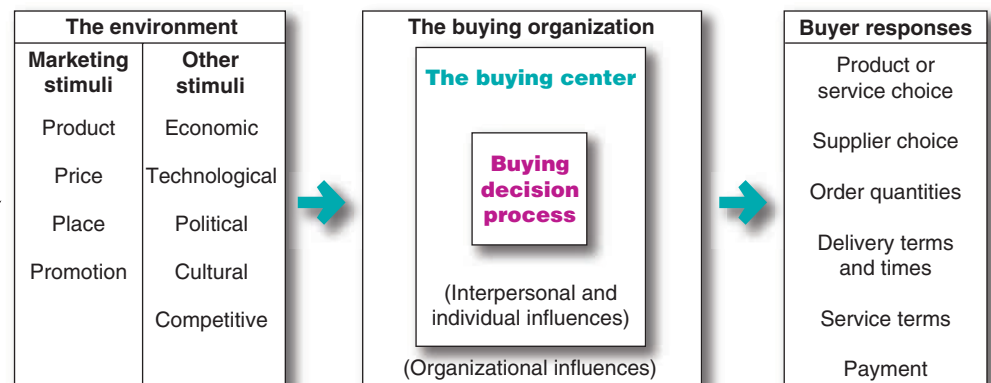 The environment
Marketing
stimuli
Product
Price
Place
Promotion
Other
stimuli
Economic
Technological
Political
Cultural
Competitive
The buying organization
The buying center
Buying
decision
process
(Interpersonal and
individual influences)
(Organizational influences)
Buyer responses
Product or
service choice
Supplier choice
Order quantities
Delivery terms
and times
Service terms
Payment